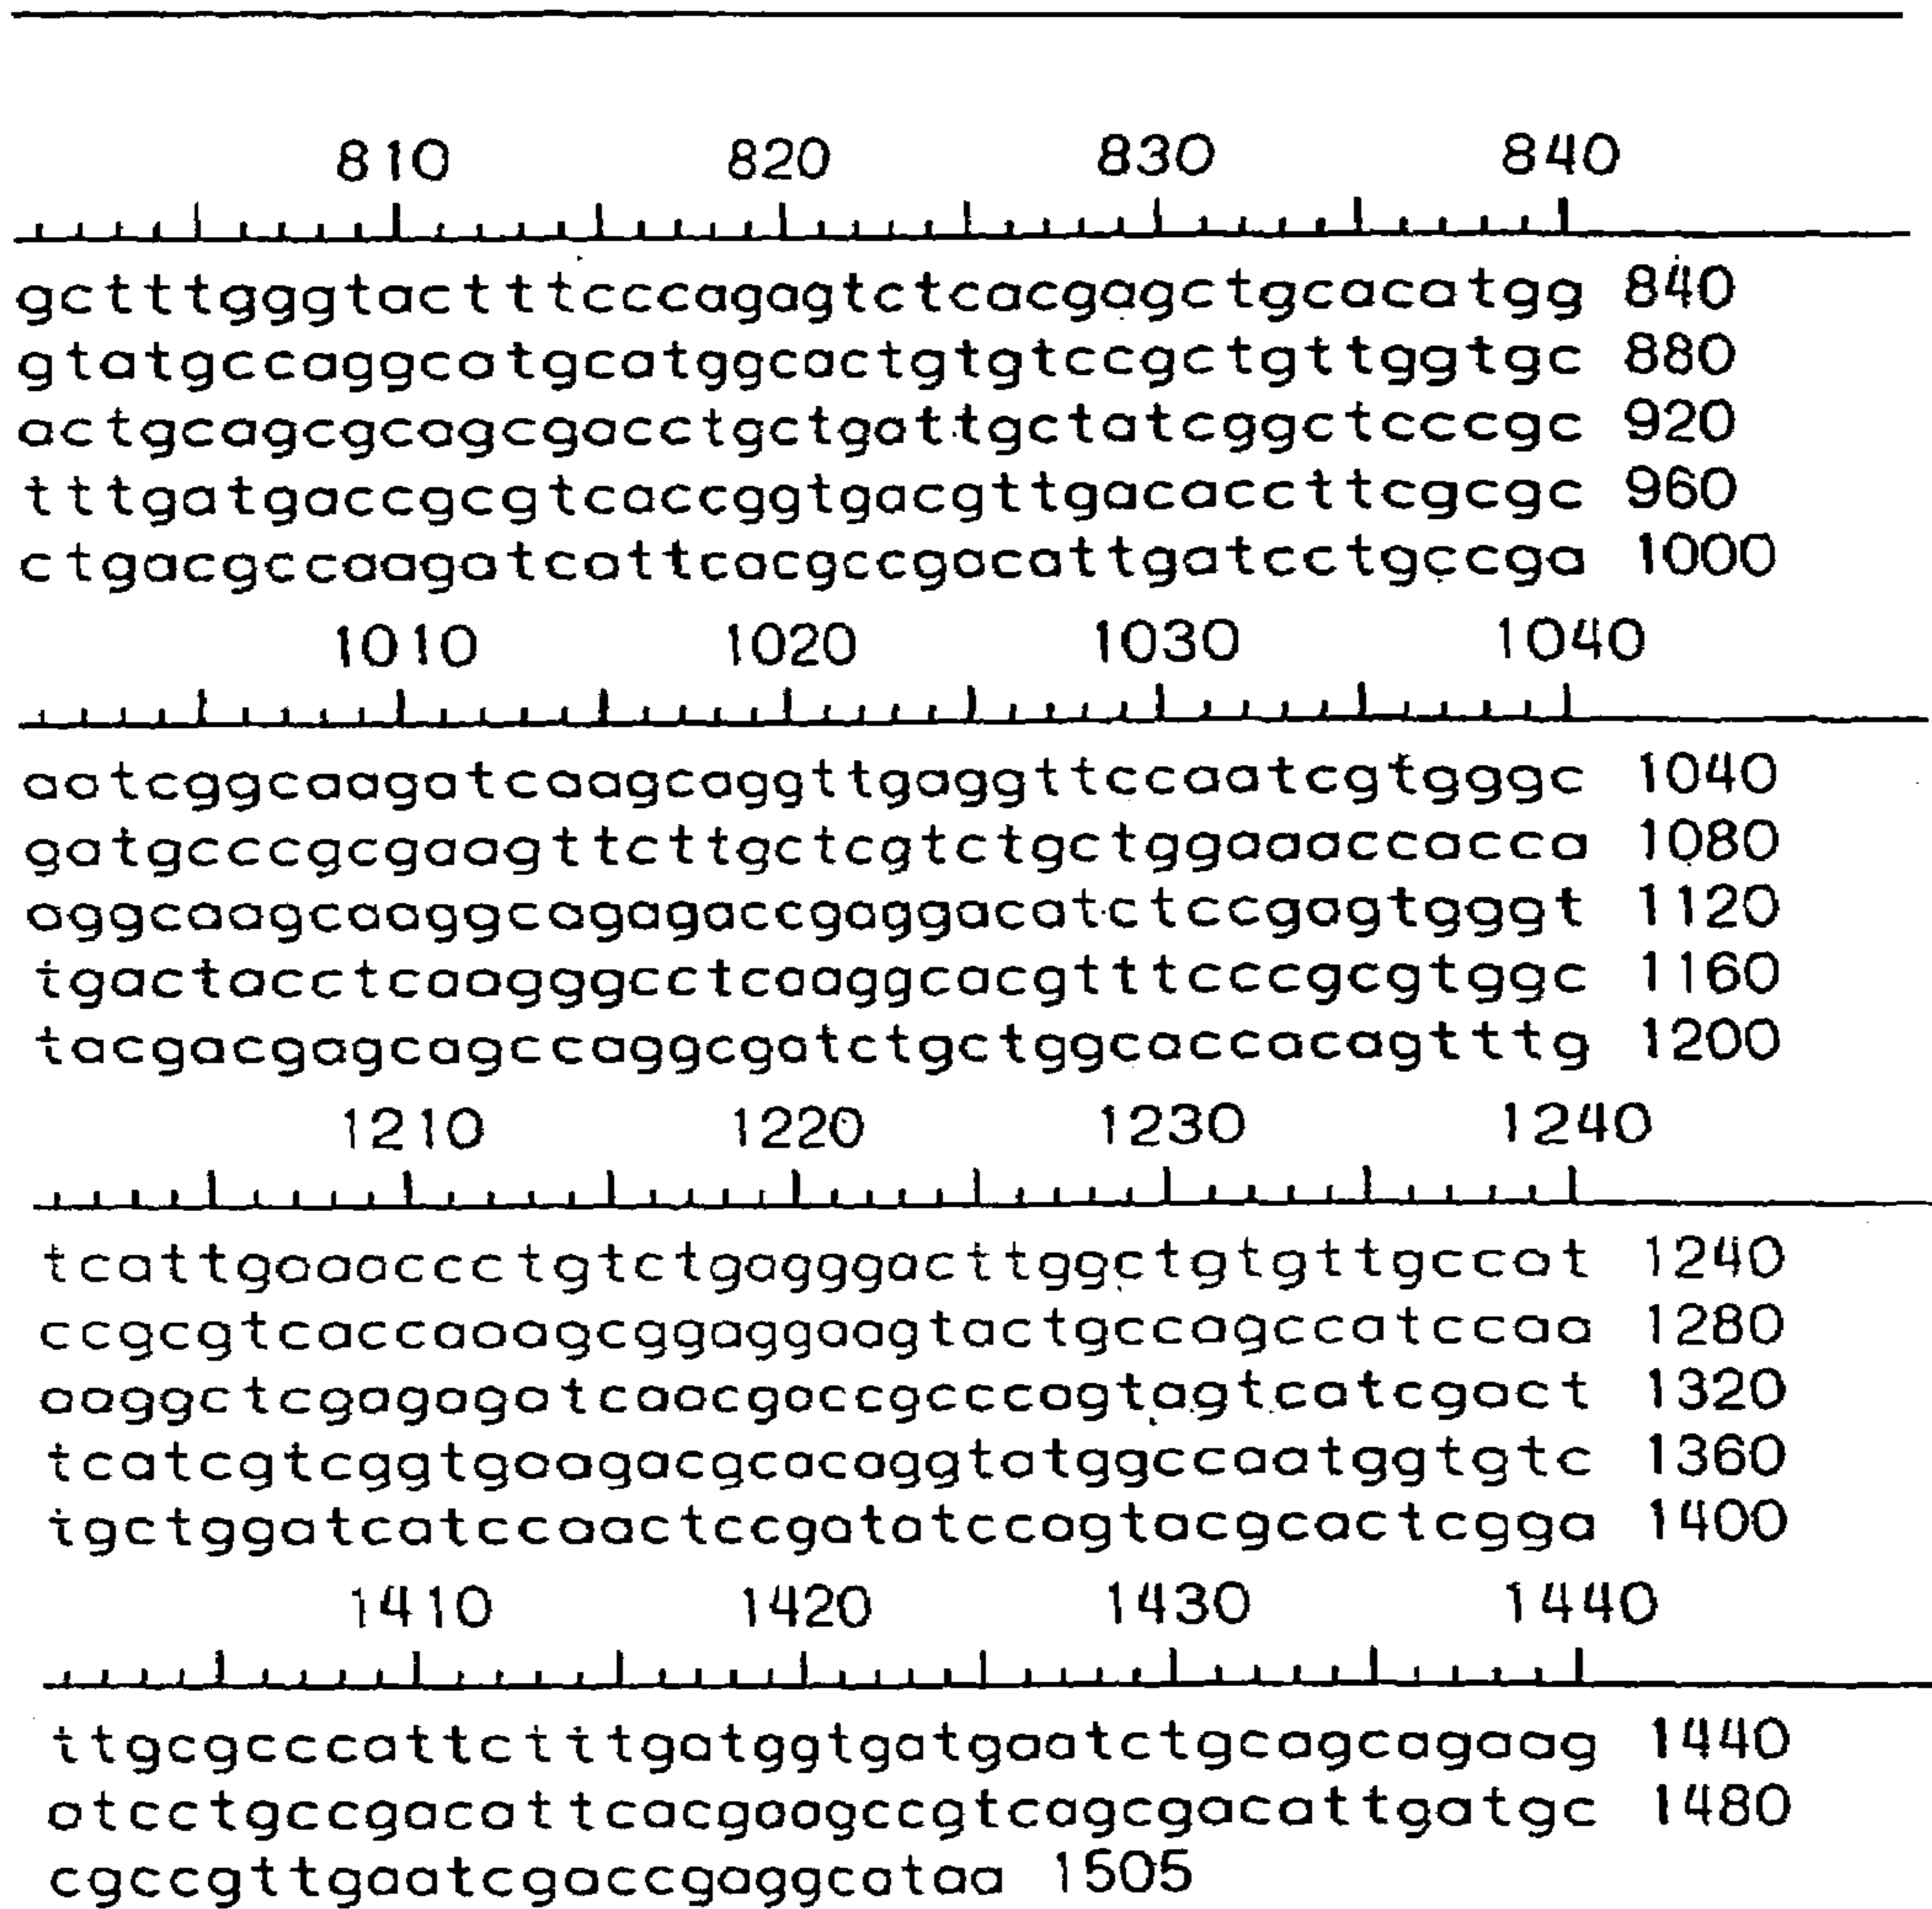 810 820 830 840
gctttgggtactttcccagagtctcacgagctgcacatgg 840
gtatgccaggcatgcatggcactgtgtccgctgttggtgc 880
actgcagcgcagcgacctgctgattgctatcggctcccgc 920
tttgatgaccgcgtcaccggtgacgttgacaccttcgcgc 960
ctgacgccaagatcattcacgccgacattgatcctgccga 1000
1010 1020 1030 1040
aatcggcaagatcaagcaggttgaggttccaatcgtgggc 1040
gatgcccgcgaagttcttgctcgtctgctggaaaccacca 1080
aggcaagcaaggcagagaccgaggacatctccgagtgggt 1120
tgactacctcaagggcctcaaggcacgtttcccgcgtggc 1160
tacgacgagcagccaggcgatctgctggcaccacagtttg 1200
1210 1220 1230 1240
tcattgaaaccctgtctgagggacttggctgtgttgccat 1240
ccgcgtcaccaaagcggaggaagtactgccagccatccaa 1280
aaggctcgagagatcaacgaccgcccagtagtcatcgact 1320
tcatcgtcggtgaagacgcacaggtatggccaatggtgtc 1360
tgctggatcatccaactccgatatccagtacgcactcgga 1400
1410 1420 1430 1440
ttgcgcccattctttgatggtgatgaatctgcagcagaag 1440
atcctgccgacattcacgaagccgtcagcgacattgatgc 1480
cgccgttgaatcgaccgaggcataa 1505